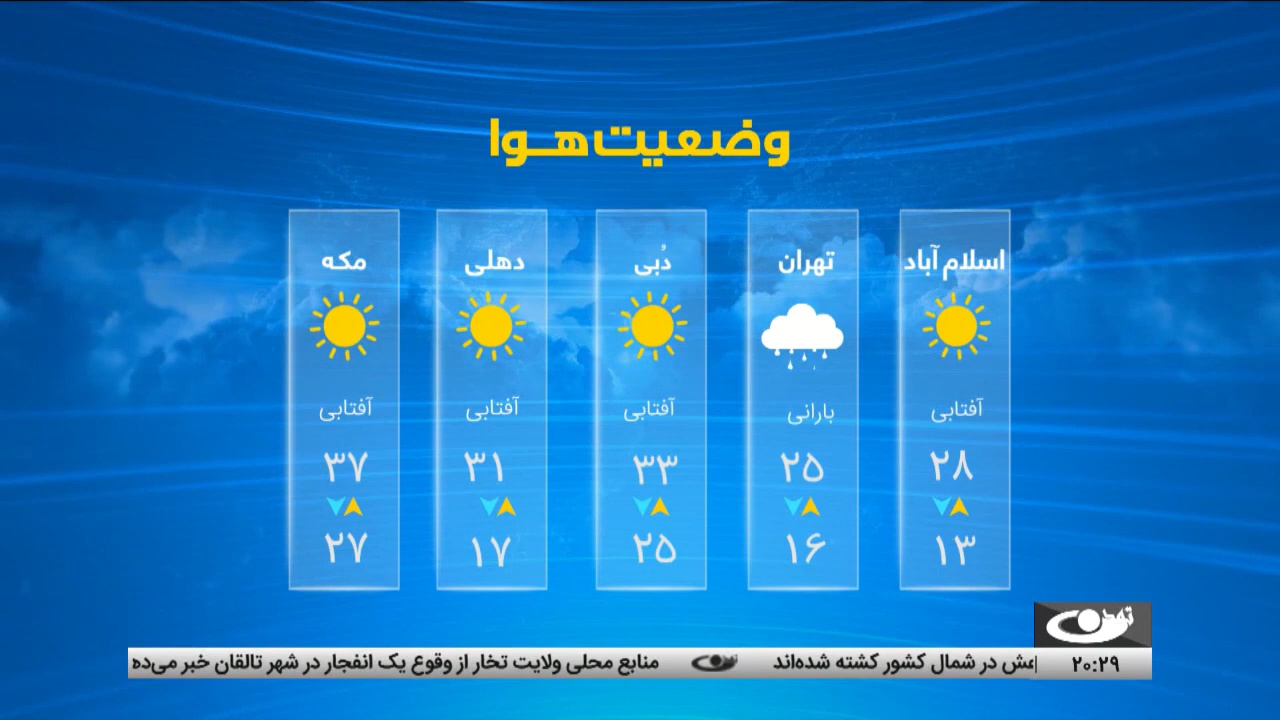 وضعیت هوا
اسلام آباد
آفتابی
۲۸
۱۳
تهران
بارانی
۲۵
۱۶
دُبی
آفتابی
۳۳
۲۵
دهلی
آفتابی
۳۱
۱۷
مکه
آفتابی
۳۷
۲۷
تمدن
۲۰:۲۹
عش در شمال کشور کشته شده‌اند منابع محلی ولایت تخار از وقوع یک انفجار در شهر تالقان خبر می‌ده